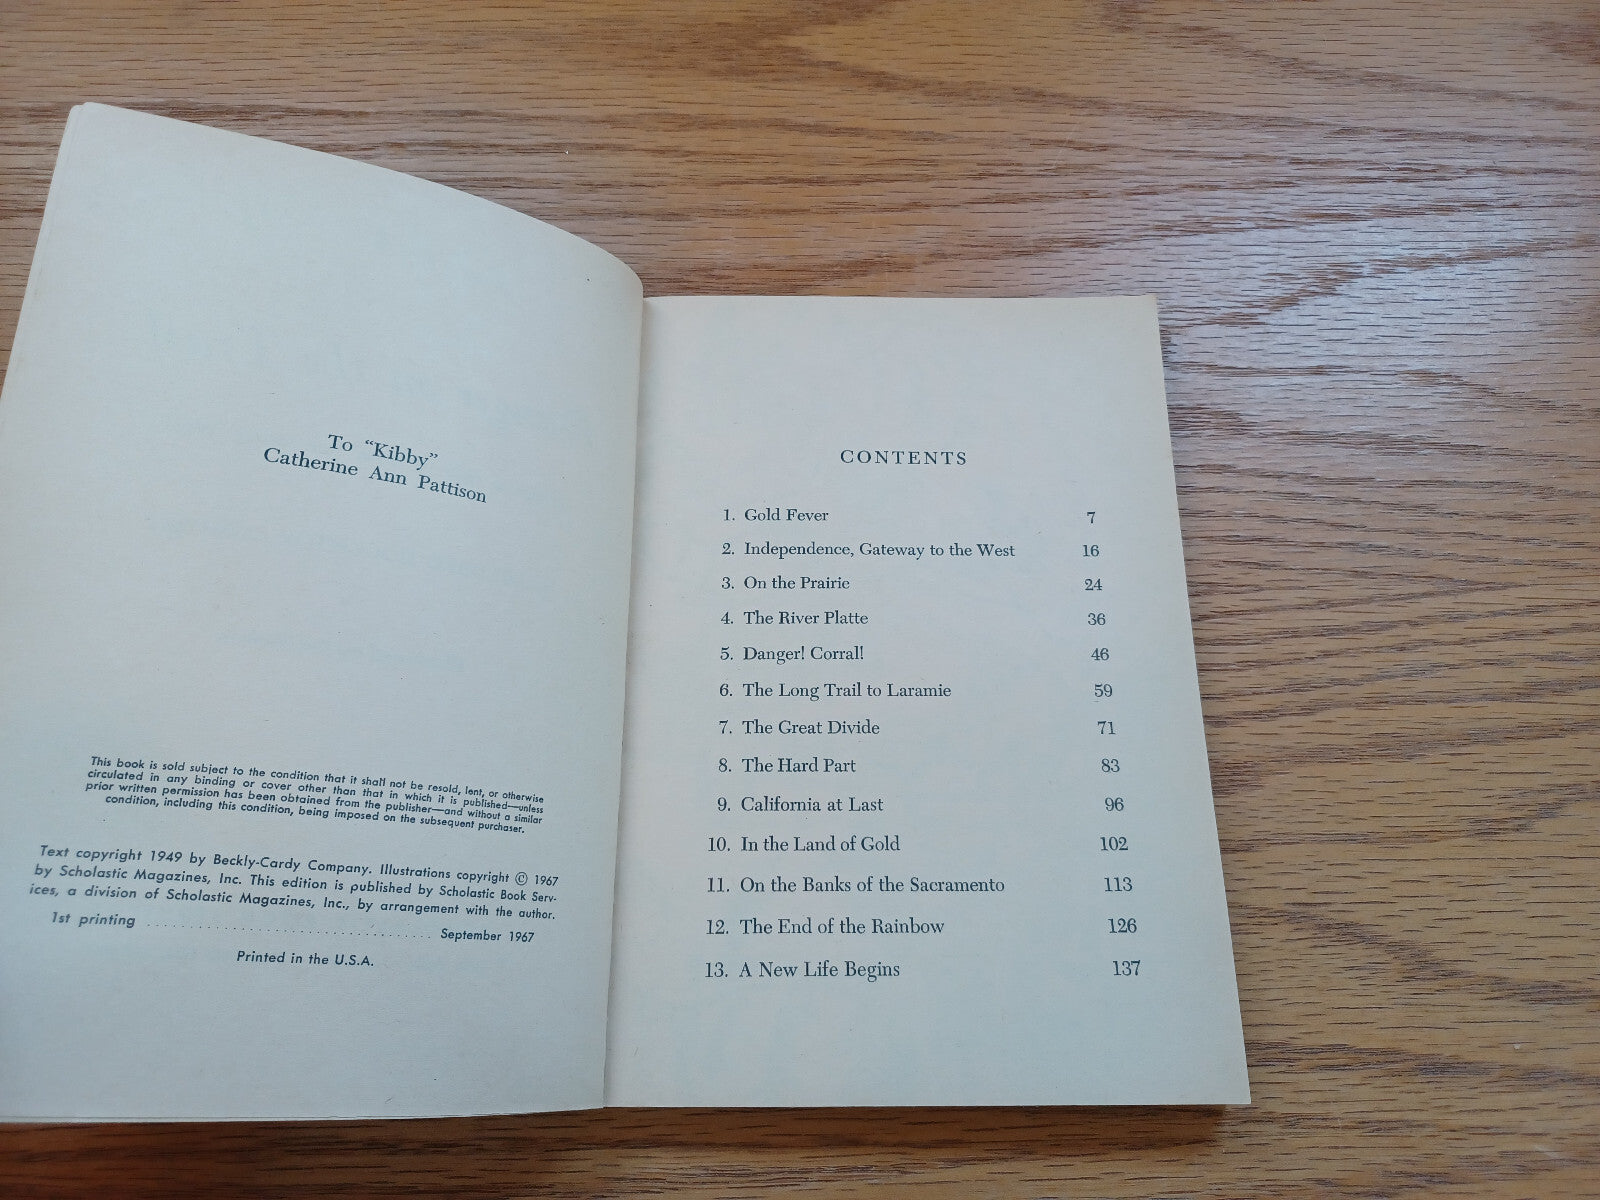 To “Kibby”
Catherine Ann Pattison
This book is sold subject to the condition that it shall not be resold, lent, or otherwise
circulated in any binding or cover other than that in which it is published—unless
prior written permission has been obtained from the publisher—and without a similar
condition, including this condition, being imposed on the subsequent purchaser.
Text copyright 1949 by Beckly-Cardy Company. Illustrations copyright © 1967
by Scholastic Magazines, Inc. This edition is published by Scholastic Book Serv-
ices, a division of Scholastic Magazines, Inc., by arrangement with the author.
1st printing .................................. September 1967
Printed in the U.S.A.
CONTENTS
1. Gold Fever 7
2. Independence, Gateway to the West 16
3. On the Prairie 24
4. The River Platte 36
5. Danger! Corral! 46
6. The Long Trail to Laramie 59
7. The Great Divide 71
8. The Hard Part 83
9. California at Last 96
10. In the Land of Gold 102
11. On the Banks of the Sacramento 113
12. The End of the Rainbow 126
13. A New Life Begins 137